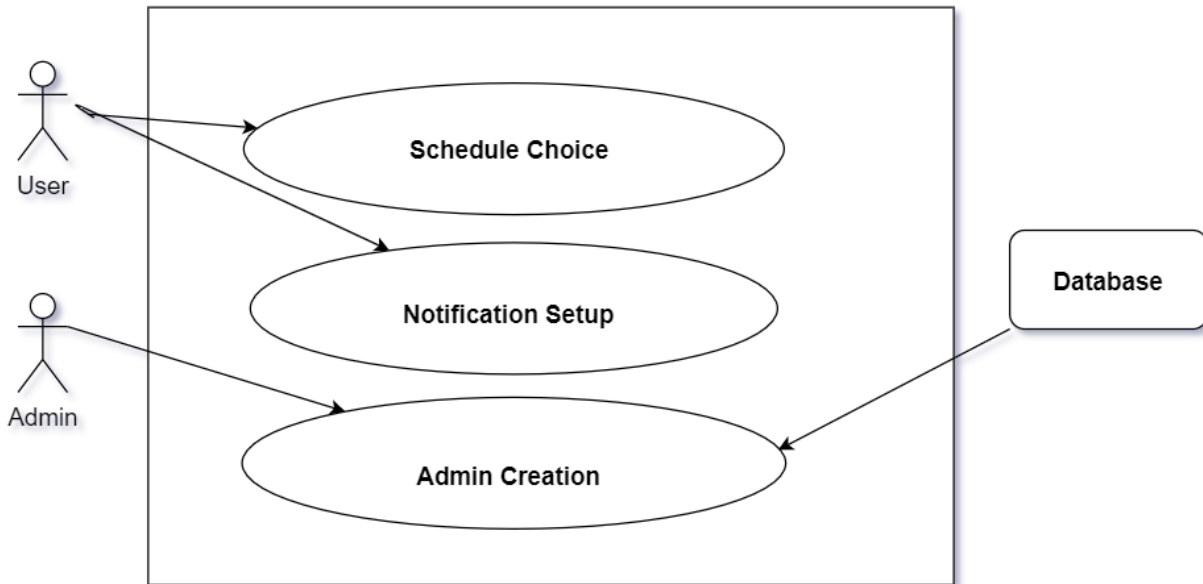 Schedule Choice
User
Notification Setup
Database
Admin
Admin Creation